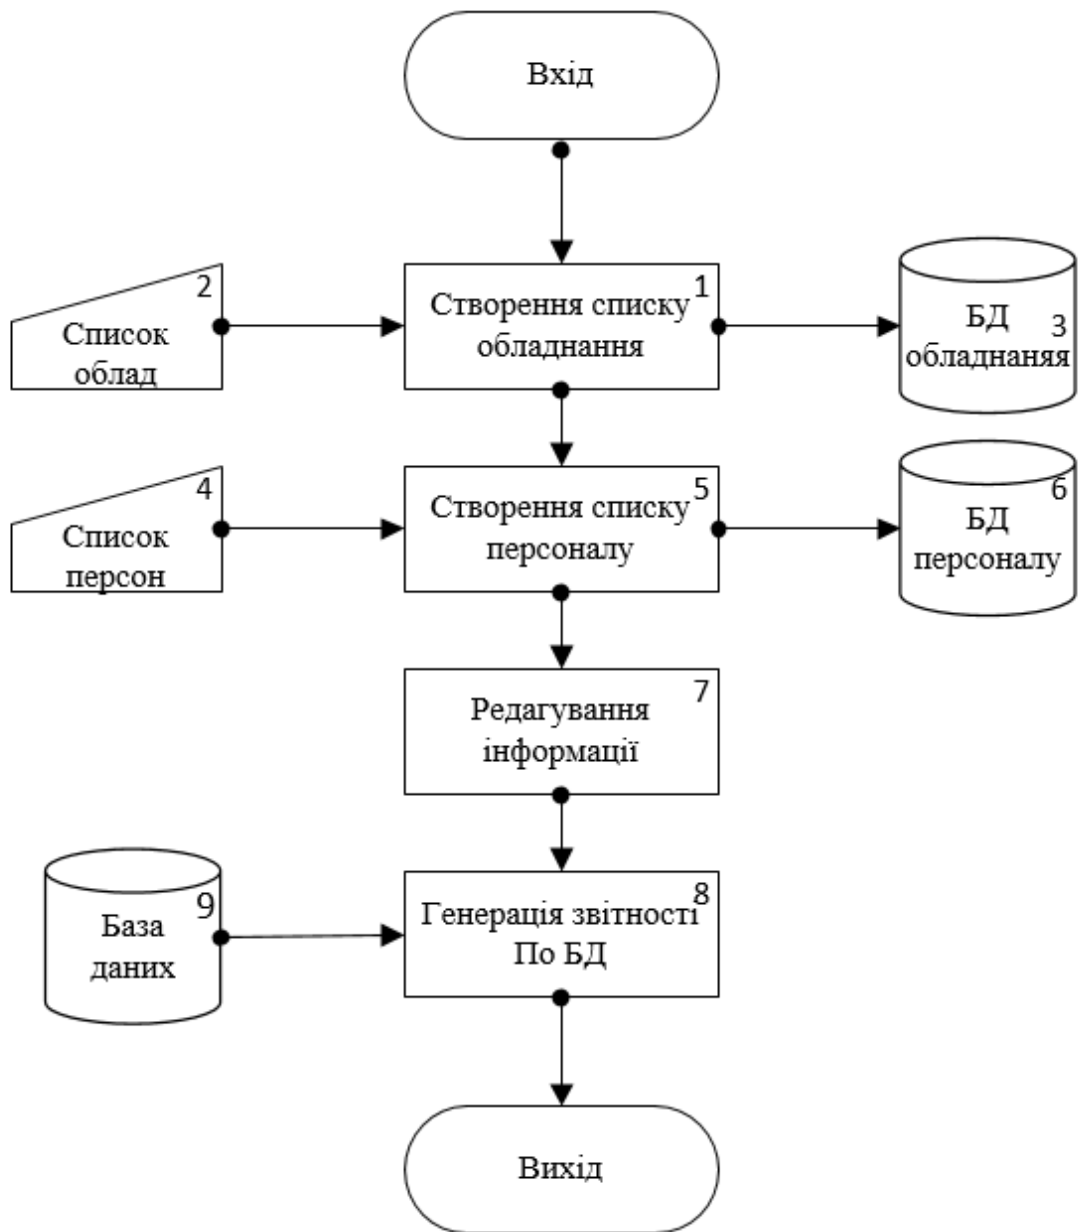 Вхід
2
Список
облад
1
Створення списку
обладнання
БД
3
обладнаняя
4
Список
персон
5
Створення списку
персоналу
6
БД
персоналу
7
Редагування
інформації
9
База
даних
8
Генерація звітності
По БД
Вихід